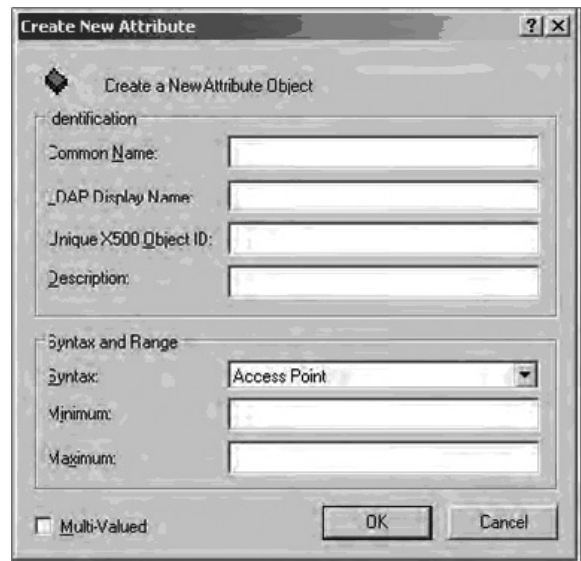 Create New Attribute
Create a New Attribute Object
Identification
Common Name:
LDAP Display Name:
Unique X500 Object ID:
Description:
Syntax and Range
Syntax: Access Point
Minimum:
Maximum:
Multi-Valued OK Cancel